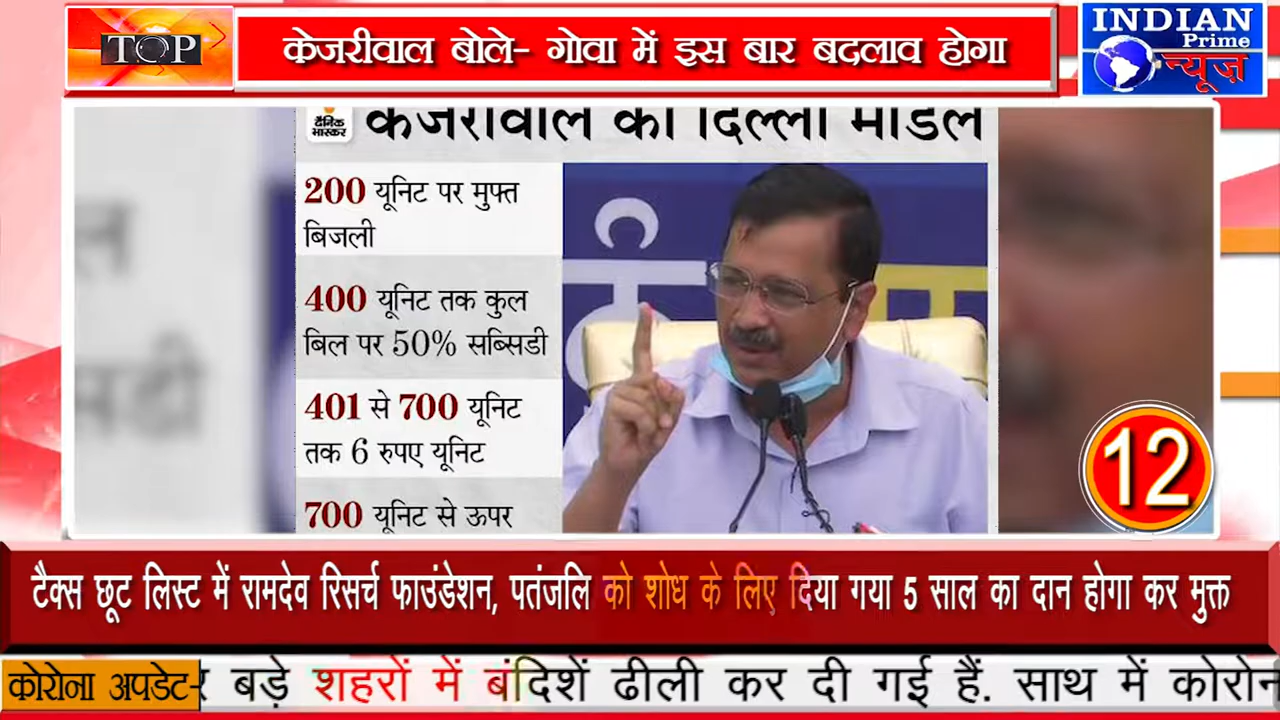 TOP
केजरीवाल बोले- गोवा में इस बार बदलाव होगा
INDIAN
Prime
न्यूज़
दैनिक
भास्कर
केजरीवाल का दिल्ली मॉडल
200 यूनिट पर मुफ्त
बिजली
400 यूनिट तक कुल
बिल पर 50% सब्सिडी
401 से 700 यूनिट
तक 6 रुपए यूनिट
700 यूनिट से ऊपर
12
टैक्स छूट लिस्ट में रामदेव रिसर्च फाउंडेशन, पतंजलि को शोध के लिए दिया गया 5 साल का दान होगा कर मुक्त
कोरोना अपडेट- बड़े शहरों में बंदिशें ढीली कर दी गई हैं. साथ में कोरोन